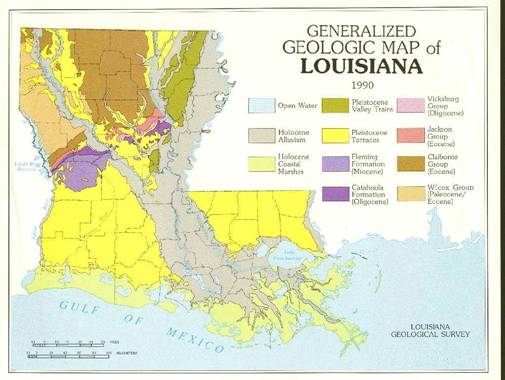 GENERALIZED
GEOLOGIC MAP of
LOUISIANA
1990
Open Water
Pleistocene
Valley Trains
Vicksburg
Group
(Oligocene)
Holocene
Alluvium
Pleistocene
Terraces
Jackson
Group
(Eocene)
Holocene
Coastal
Marshes
Fleming
Formation
(Miocene)
Claiborne
Group
(Eocene)
Catahoula
Formation
(Oligocene)
Wilcox Group
(Paleocene/
Eocene)
GULF OF MEXICO
MILES
KILOMETERS
LOUISIANA
GEOLOGICAL SURVEY